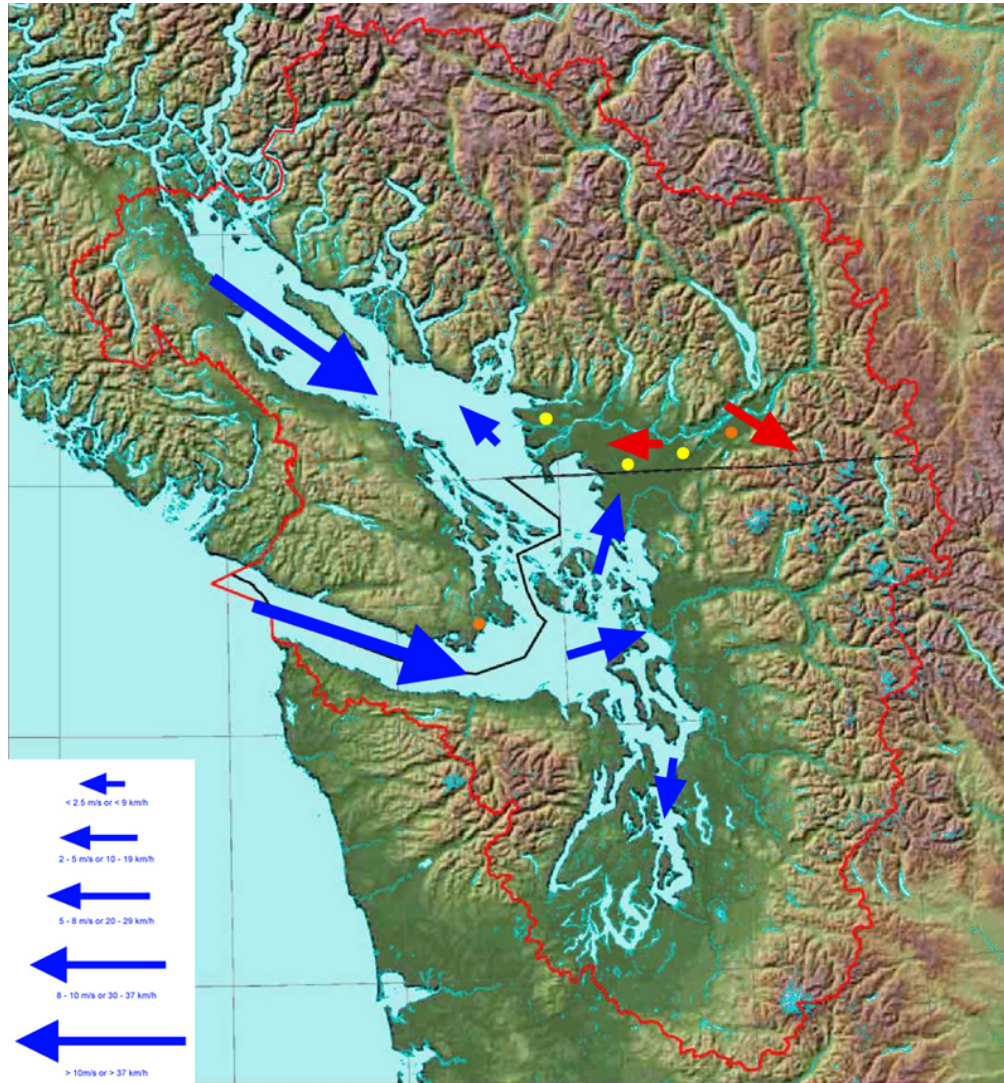 < 2.5 m/s or < 9 km/h
2 - 5 m/s or 10 - 19 km/h
5 - 8 m/s or 20 - 29 km/h
8 - 10 m/s or 30 - 37 km/h
> 10m/s or > 37 km/h